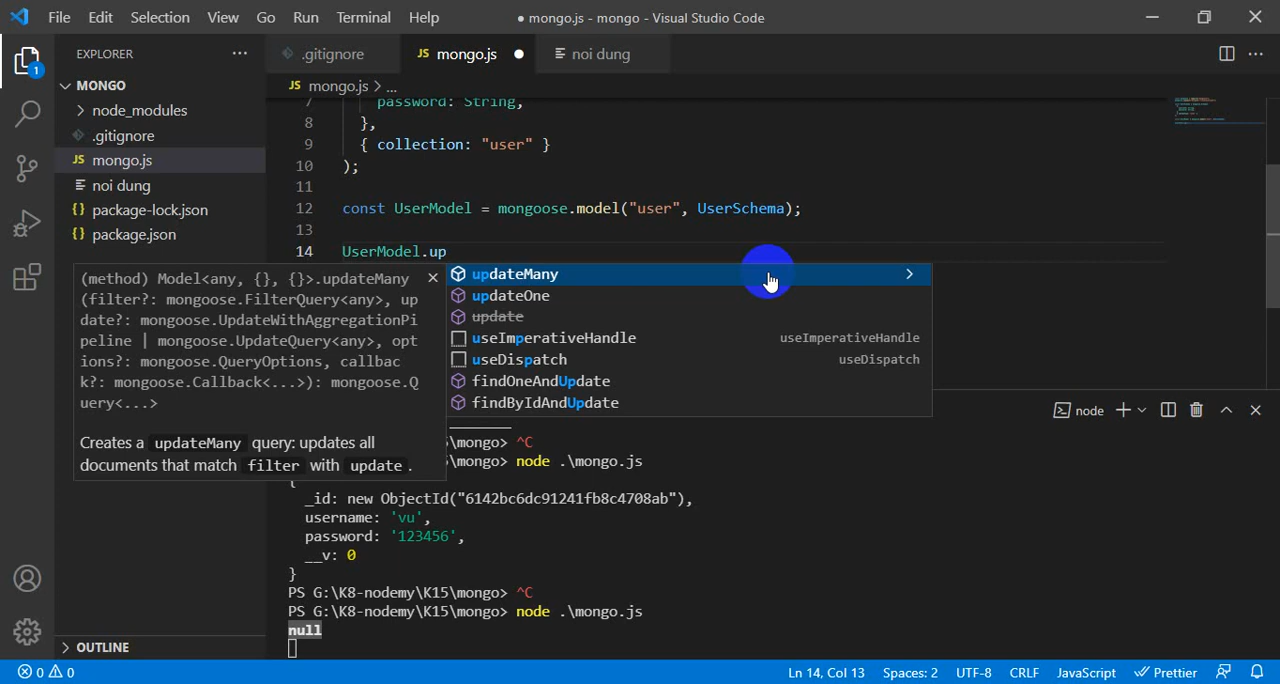 File Edit Selection View Go Run Terminal Help
● mongo.js - mongo - Visual Studio Code
EXPLORER
.gitignore
JS mongo.js
noi dung
MONGO
node_modules
.gitignore
JS mongo.js
noi dung
{} package-lock.json
{} package.json
OUTLINE
1
JS mongo.js > ...
7 password: String,
8 },
9 { collection: "user" }
10 );
11
12 const UserModel = mongoose.model("user", UserSchema);
13
14 UserModel.up
(method) Model<any, {}, {}>.updateMany
(filter?: mongoose.FilterQuery<any>, up
date?: mongoose.UpdateWithAggregationPi
peline | mongoose.UpdateQuery<any>, opt
ions?: mongoose.QueryOptions, callbac
k?: mongoose.Callback<...>): mongoose.Q
uery<...>
Creates a updateMany query: updates all
documents that match filter with update.
updateMany
updateOne
update
useImperativeHandle useImperativeHandle
useDispatch useDispatch
findOneAndUpdate
findByIdAndUpdate
node
\mongo> ^C
\mongo> node .\mongo.js
{
_id: new ObjectId("6142bc6dc91241fb8c4708ab"),
username: 'vu',
password: '123456',
__v: 0
}
PS G:\K8-nodemy\K15\mongo> ^C
PS G:\K8-nodemy\K15\mongo> node .\mongo.js
null
0 0 Ln 14, Col 13 Spaces: 2 UTF-8 CRLF JavaScript Prettier